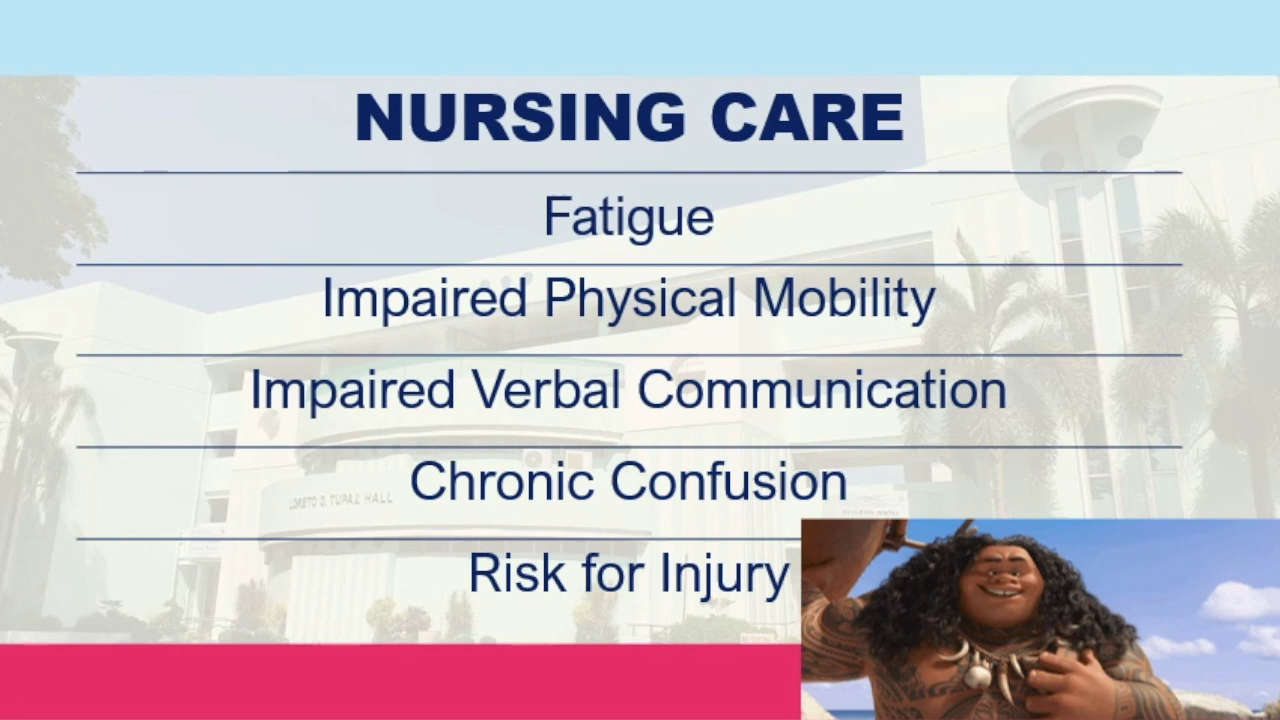 NURSING CARE
Fatigue
Impaired Physical Mobility
Impaired Verbal Communication
Chronic Confusion
LORETO D. TUPAZ HALL
Risk for Injury